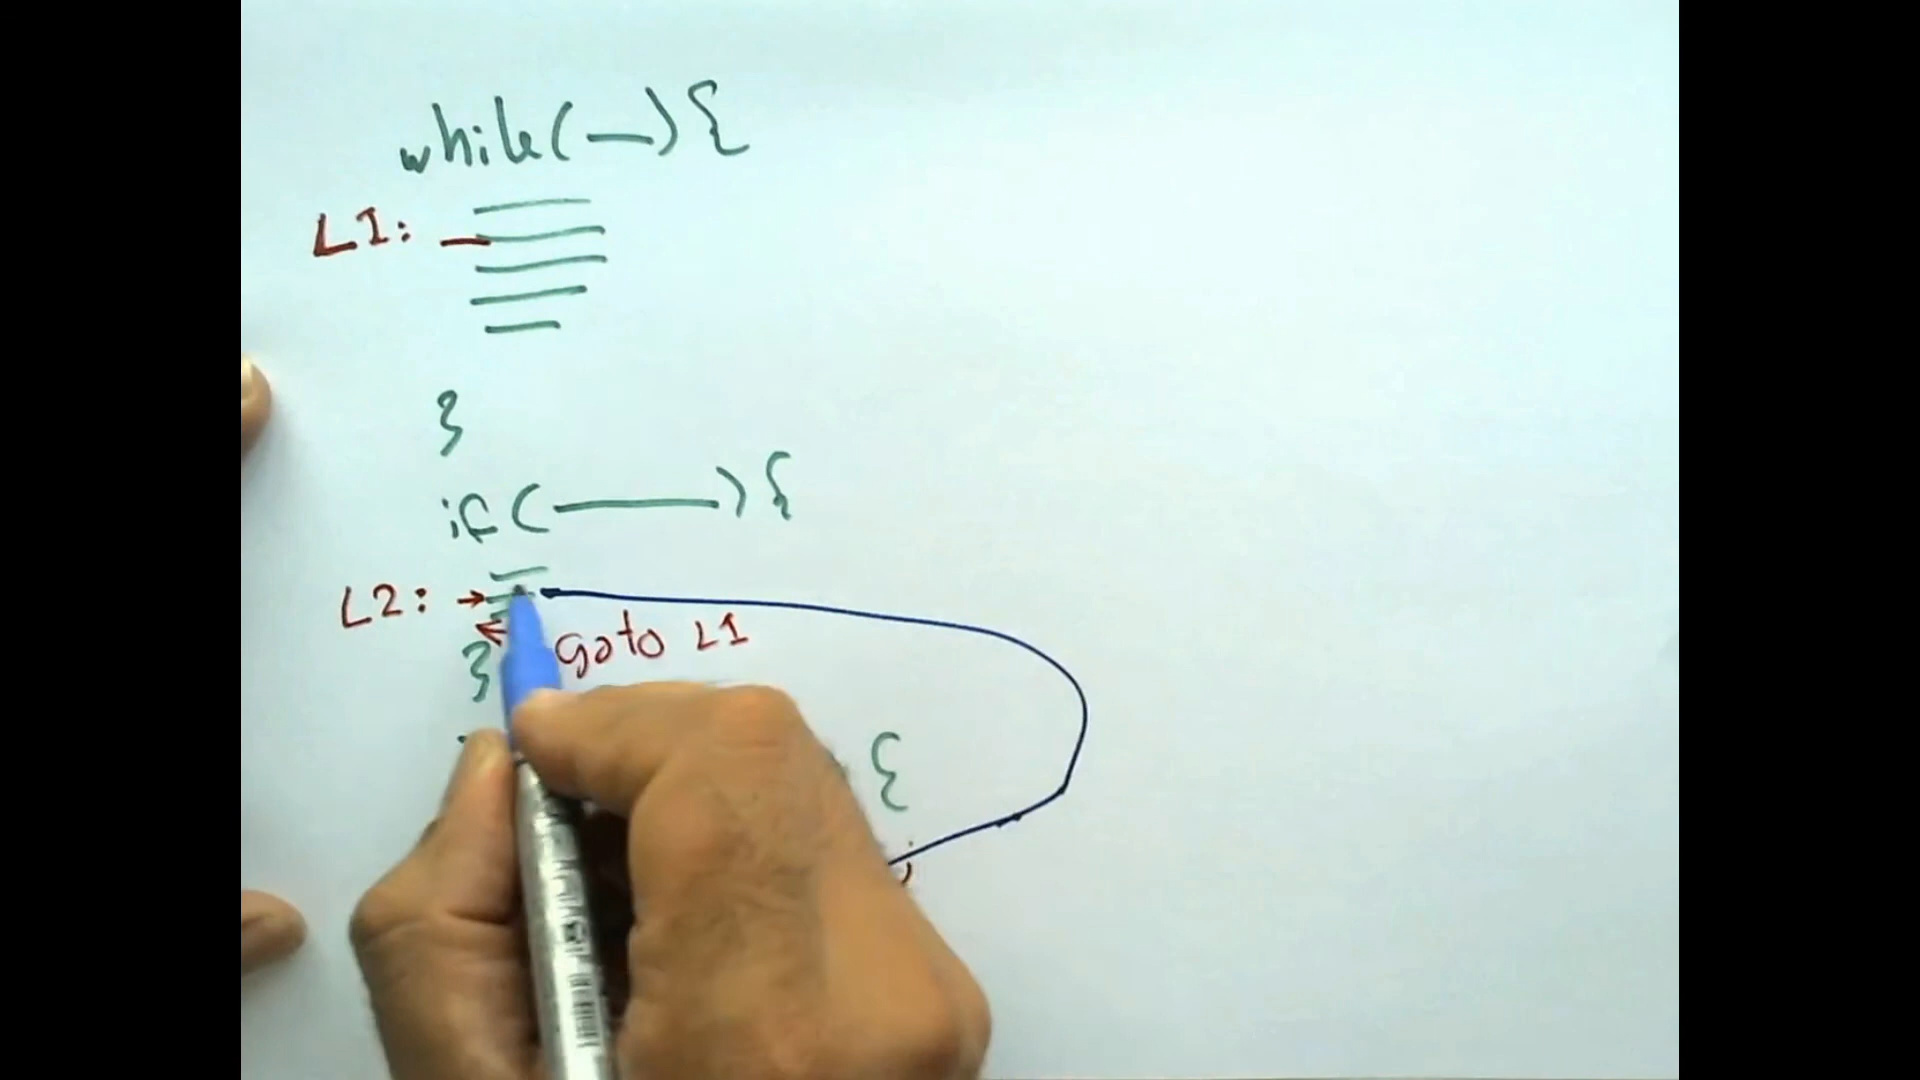 while(—){
L1:
}
if(—){
L2:
goto L1
}
{
;